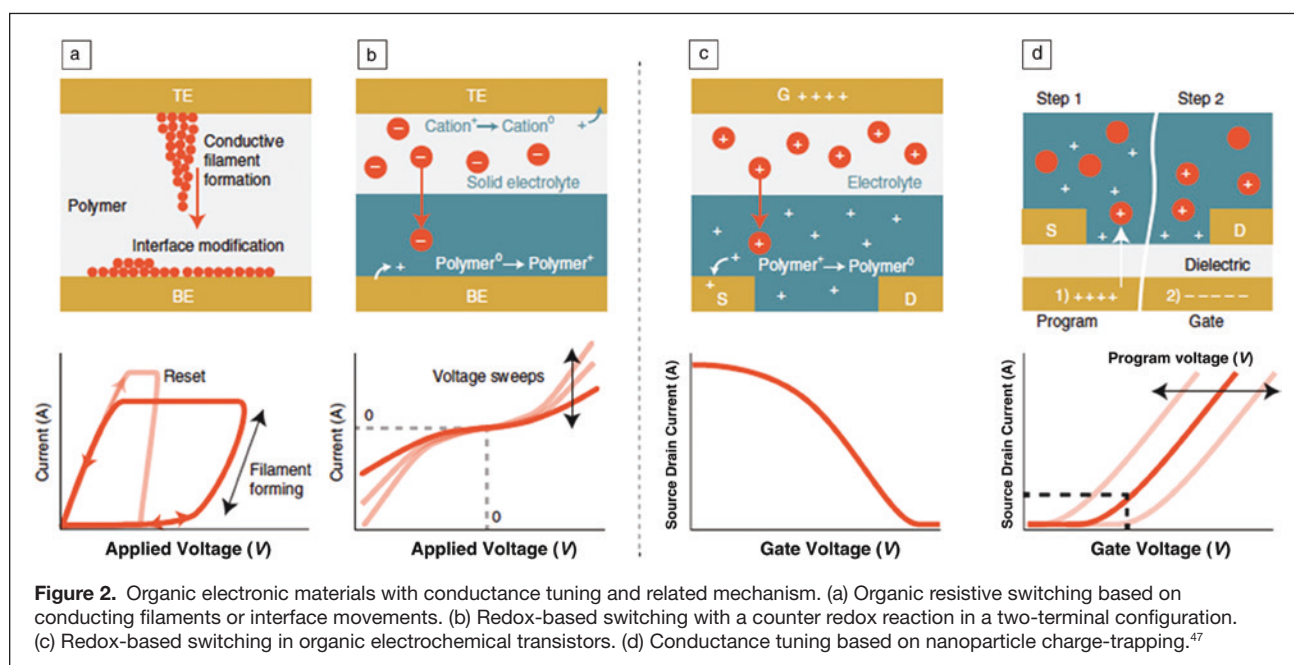 a
TE
Conductive
filament
formation
Polymer
Interface modification
BE
Current (A)
Reset
Filament
forming
Applied Voltage (V)
b
TE
Cation⁺ → Cation⁰ +
− − − − −
Solid electrolyte
−
+ Polymer⁰ → Polymer⁺
BE
Current (A)
Voltage sweeps
0
0
Applied Voltage (V)
c
G ++++
+ + + + + +
Electrolyte
+
Polymer⁺ → Polymer⁰
S
D
Source Drain Current (A)
Gate Voltage (V)
d
Step 1
Step 2
S
D
Dielectric
1) ++++
2) − − − − −
Program
Gate
Source Drain Current (A)
Program voltage (V)
Gate Voltage (V)
Figure 2. Organic electronic materials with conductance tuning and related mechanism. (a) Organic resistive switching based on
conducting filaments or interface movements. (b) Redox-based switching with a counter redox reaction in a two-terminal configuration.
(c) Redox-based switching in organic electrochemical transistors. (d) Conductance tuning based on nanoparticle charge-trapping.⁴⁷